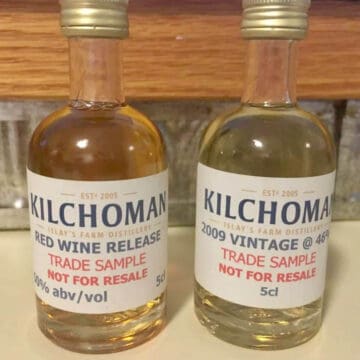 EST. 2005
KILCHOMAN
ISLAY'S FARM DISTILLERY
RED WINE RELEASE
TRADE SAMPLE
NOT FOR RESALE
abv/vol
EST. 2005
KILCHOMAN
ISLAY'S FARM DISTILLERY
2009 VINTAGE @ 46%
TRADE SAMPLE
NOT FOR RESALE
5cl